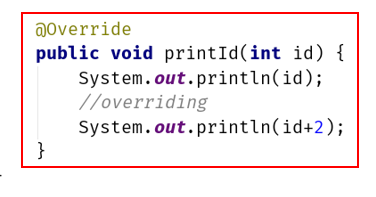 @Override
public void printId(int id) {
    System.out.println(id);
    //overriding
    System.out.println(id+2);
}